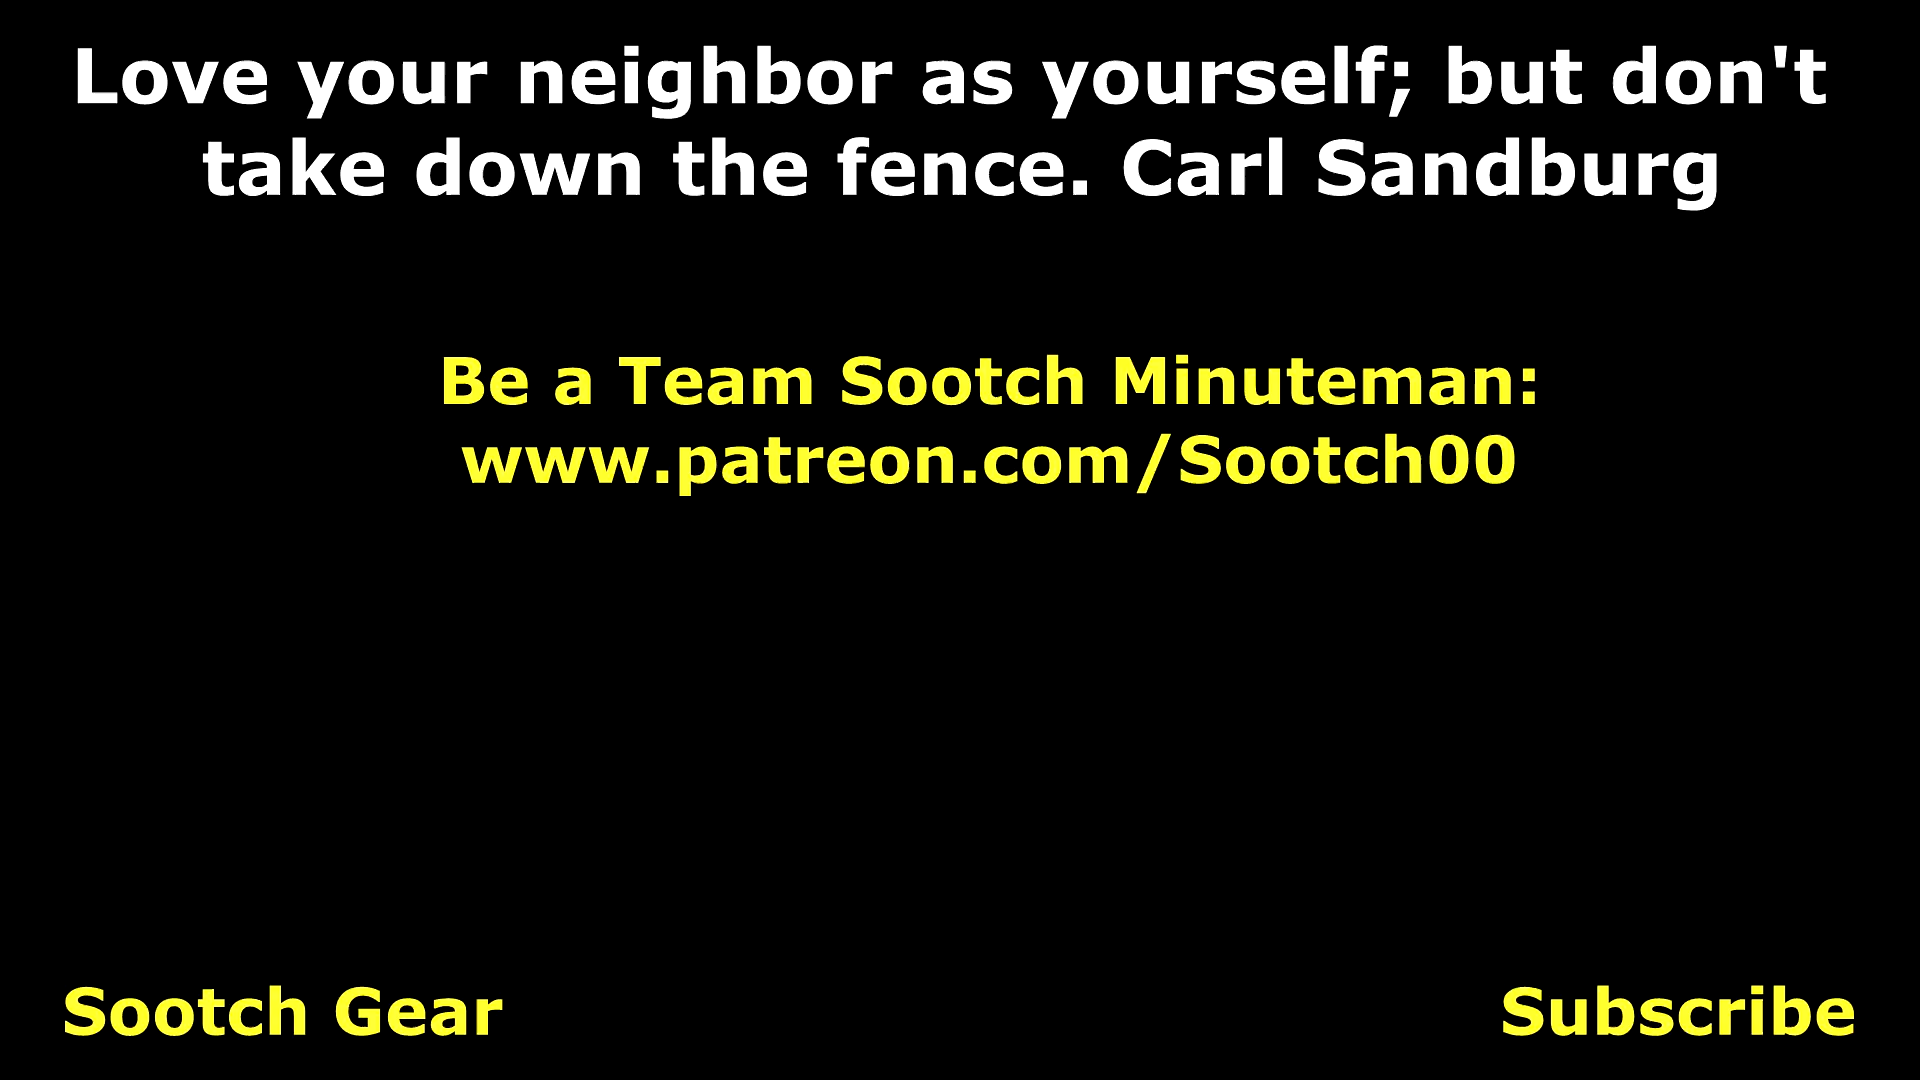 Love your neighbor as yourself; but don't
take down the fence. Carl Sandburg
Be a Team Sootch Minuteman:
www.patreon.com/Sootch00
Sootch Gear
Subscribe